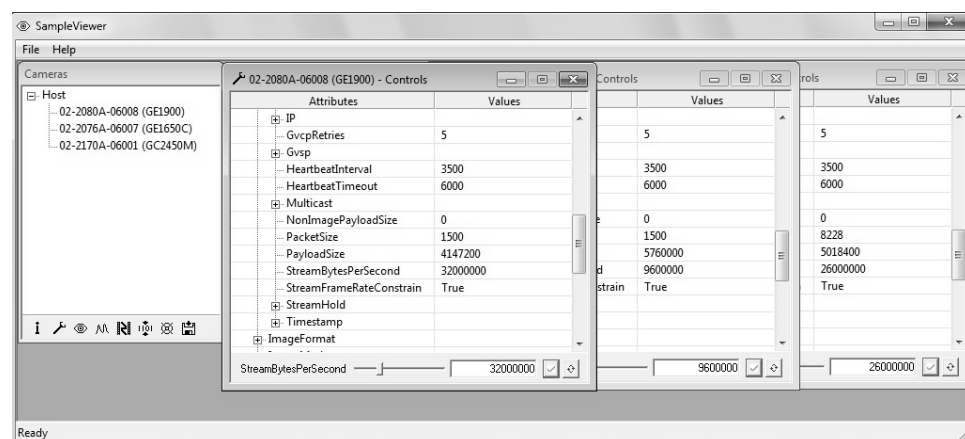 SampleViewer
File Help
Cameras
Host
02-2080A-06008 (GE1900)
02-2076A-06007 (GE1650C)
02-2170A-06001 (GC2450M)
02-2080A-06008 (GE1900) - Controls
Attributes Values
IP
GvcpRetries 5
Gvsp
HeartbeatInterval 3500
HeartbeatTimeout 6000
Multicast
NonImagePayloadSize 0
PacketSize 1500
PayloadSize 4147200
StreamBytesPerSecond 32000000
StreamFrameRateConstrain True
StreamHold
Timestamp
ImageFormat
StreamBytesPerSecond 32000000
Controls
Values
5
3500
6000
0
1500
5760000
d 9600000
strain True
9600000
rols
Values
5
3500
6000
0
8228
5018400
26000000
True
26000000
Ready